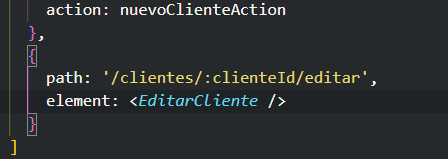 action: nuevoClienteAction
},
{
path: '/clientes/:clienteId/editar',
element: <EditarCliente />
}
]